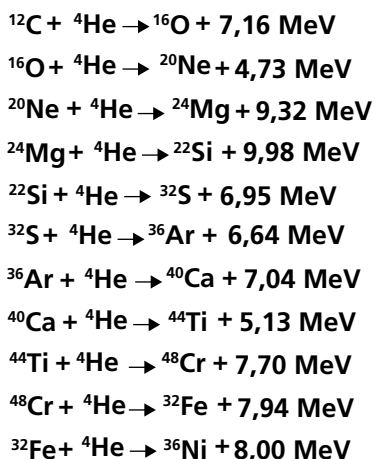 ¹²C + ⁴He → ¹⁶O + 7,16 MeV
¹⁶O + ⁴He → ²⁰Ne + 4,73 MeV
²⁰Ne + ⁴He → ²⁴Mg + 9,32 MeV
²⁴Mg + ⁴He → ²²Si + 9,98 MeV
²²Si + ⁴He → ³²S + 6,95 MeV
³²S + ⁴He → ³⁶Ar + 6,64 MeV
³⁶Ar + ⁴He → ⁴⁰Ca + 7,04 MeV
⁴⁰Ca + ⁴He → ⁴⁴Ti + 5,13 MeV
⁴⁴Ti + ⁴He → ⁴⁸Cr + 7,70 MeV
⁴⁸Cr + ⁴He → ³²Fe + 7,94 MeV
³²Fe + ⁴He → ³⁶Ni + 8,00 MeV